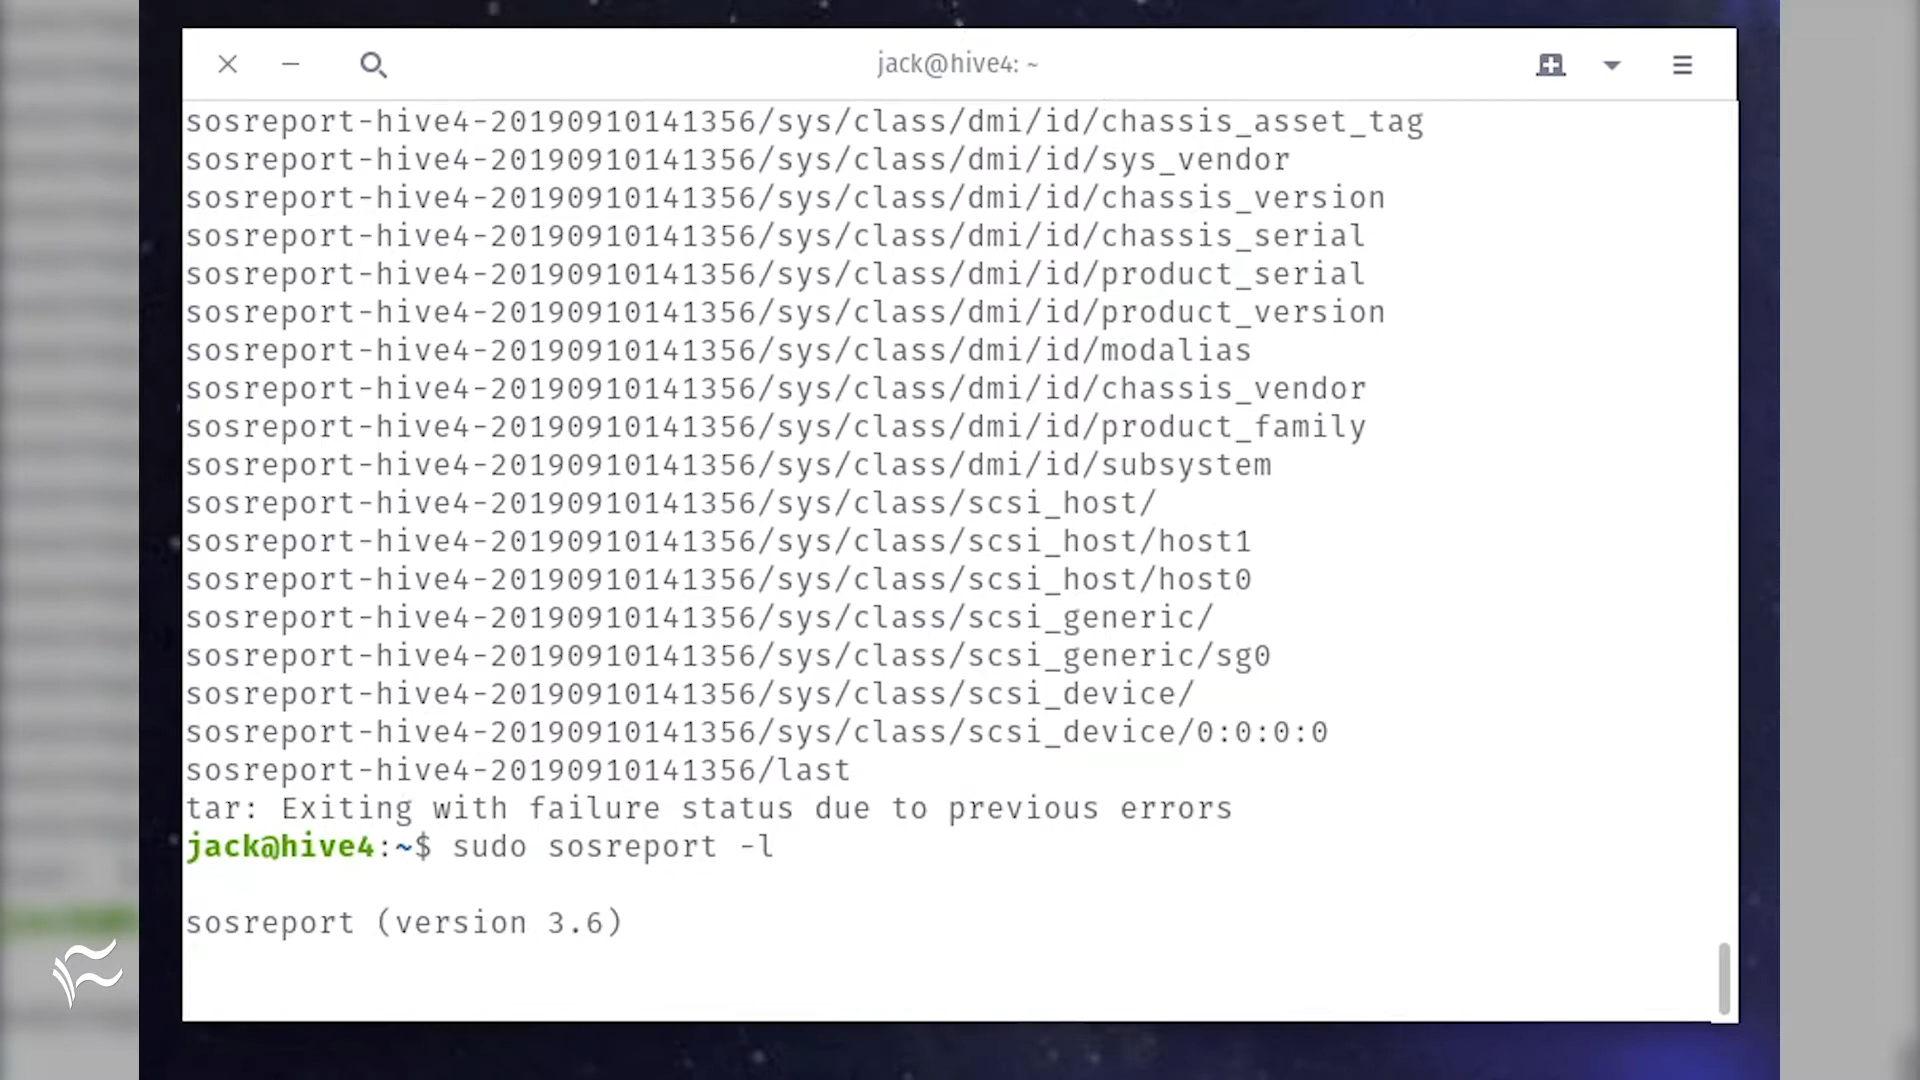 jack@hive4: ~
sosreport-hive4-20190910141356/sys/class/dmi/id/chassis_asset_tag
sosreport-hive4-20190910141356/sys/class/dmi/id/sys_vendor
sosreport-hive4-20190910141356/sys/class/dmi/id/chassis_version
sosreport-hive4-20190910141356/sys/class/dmi/id/chassis_serial
sosreport-hive4-20190910141356/sys/class/dmi/id/product_serial
sosreport-hive4-20190910141356/sys/class/dmi/id/product_version
sosreport-hive4-20190910141356/sys/class/dmi/id/modalias
sosreport-hive4-20190910141356/sys/class/dmi/id/chassis_vendor
sosreport-hive4-20190910141356/sys/class/dmi/id/product_family
sosreport-hive4-20190910141356/sys/class/dmi/id/subsystem
sosreport-hive4-20190910141356/sys/class/scsi_host/
sosreport-hive4-20190910141356/sys/class/scsi_host/host1
sosreport-hive4-20190910141356/sys/class/scsi_host/host0
sosreport-hive4-20190910141356/sys/class/scsi_generic/
sosreport-hive4-20190910141356/sys/class/scsi_generic/sg0
sosreport-hive4-20190910141356/sys/class/scsi_device/
sosreport-hive4-20190910141356/sys/class/scsi_device/0:0:0:0
sosreport-hive4-20190910141356/last
tar: Exiting with failure status due to previous errors
jack@hive4:~$ sudo sosreport -l
sosreport (version 3.6)